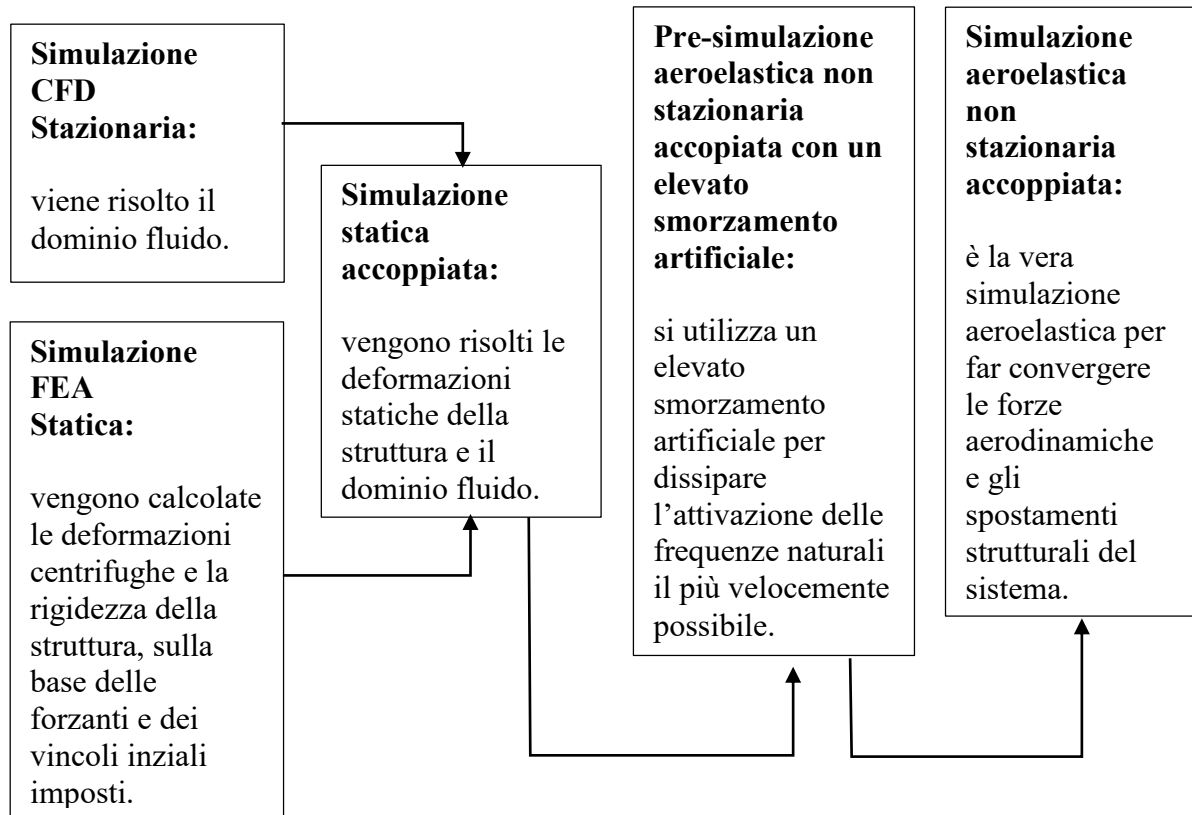 Simulazione
CFD
Stazionaria:
viene risolto il
dominio fluido.
Simulazione
FEA
Statica:
vengono calcolate
le deformazioni
centrifughe e la
rigidezza della
struttura, sulla
base delle
forzanti e dei
vincoli inziali
imposti.
Simulazione
statica
accoppiata:
vengono risolti le
deformazioni
statiche della
struttura e il
dominio fluido.
Pre-simulazione
aeroelastica non
stazionaria
accopiata con un
elevato
smorzamento
artificiale:
si utilizza un
elevato
smorzamento
artificiale per
dissipare
l’attivazione delle
frequenze naturali
il più velocemente
possibile.
Simulazione
aeroelastica
non
stazionaria
accoppiata:
è la vera
simulazione
aeroelastica per
far convergere
le forze
aerodinamiche
e gli
spostamenti
strutturali del
sistema.